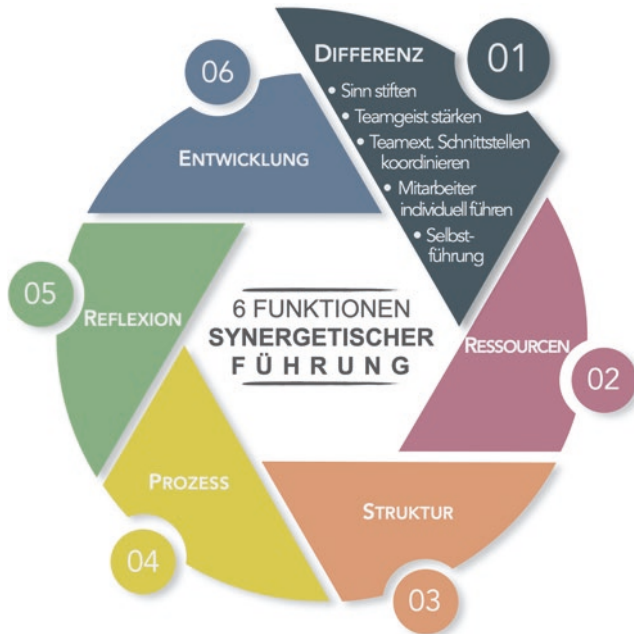 01
DIFFERENZ
• Sinn stiften
• Teamgeist stärken
• Teamext. Schnittstellen
koordinieren
• Mitarbeiter
individuell führen
• Selbst-
führung
02
RESSOURCEN
03
STRUKTUR
04
PROZESS
05
REFLEXION
06
ENTWICKLUNG
6 FUNKTIONEN
SYNERGETISCHER
FÜHRUNG